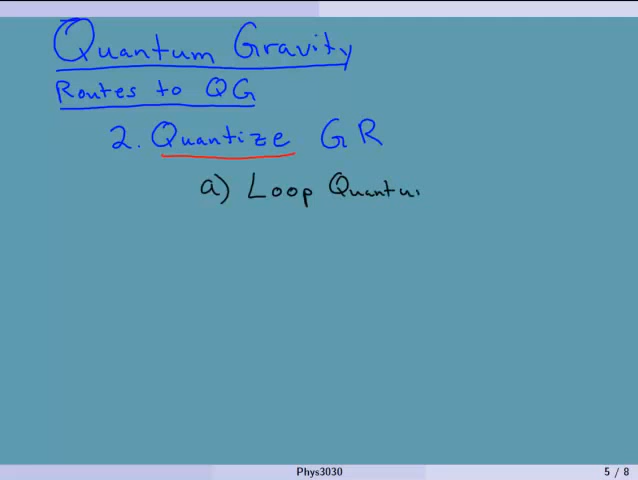 Quantum Gravity
Routes to QG
2. Quantize GR
a) Loop Quantu
Phys3030
5 / 8